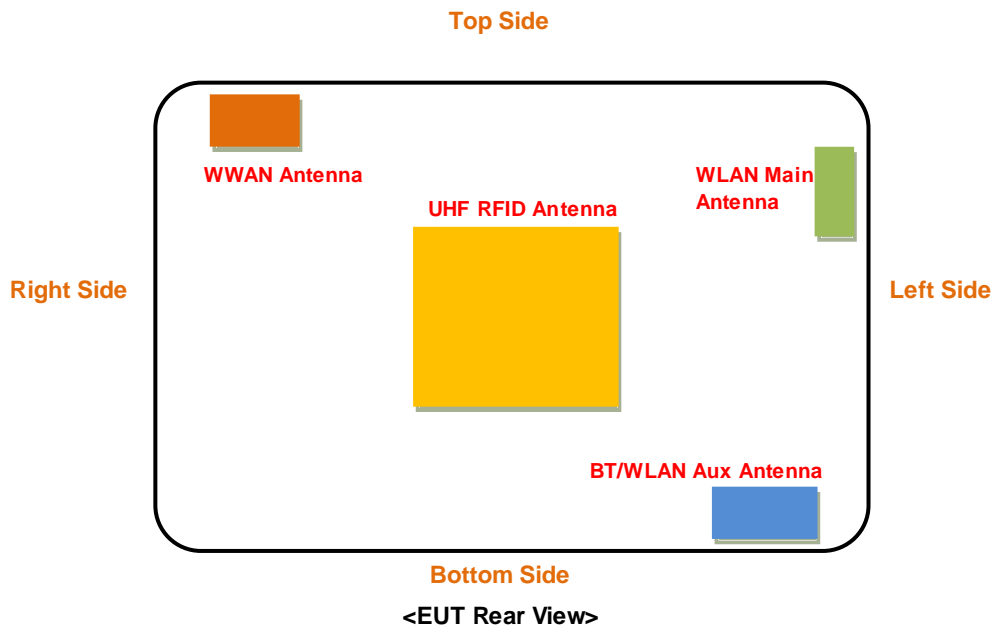 Top Side
WWAN Antenna
WLAN Main
Antenna
UHF RFID Antenna
Right Side
Left Side
BT/WLAN Aux Antenna
Bottom Side
<EUT Rear View>